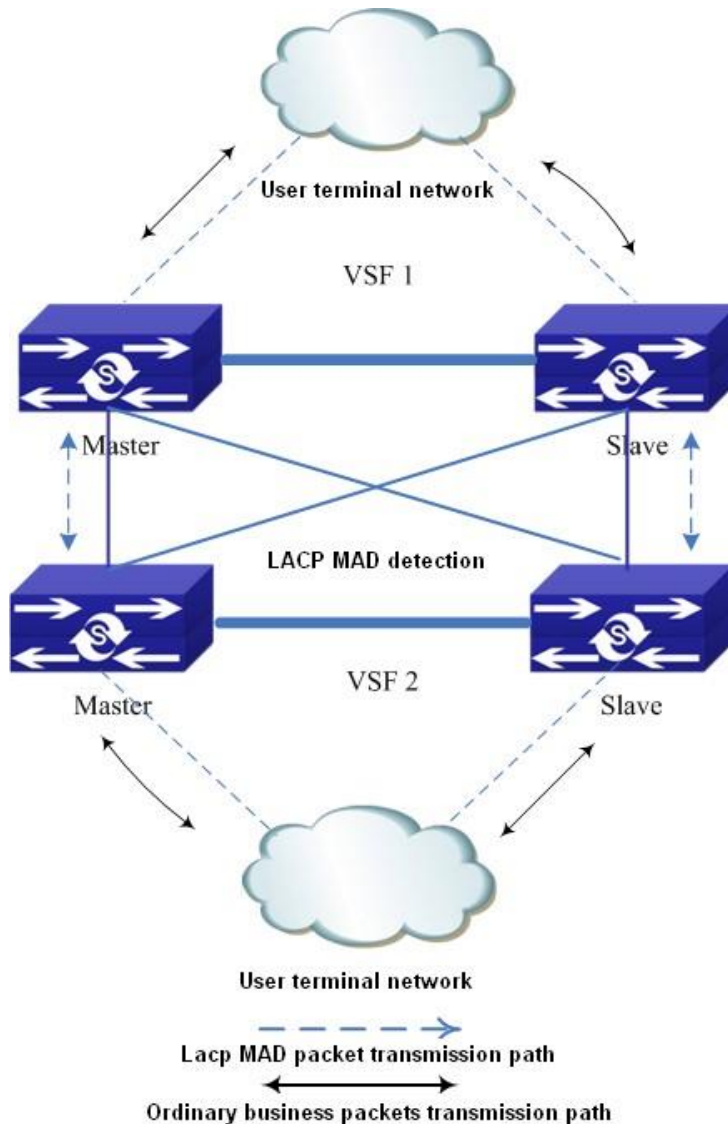 User terminal network
VSF 1
S
S
Master
Slave
LACP MAD detection
S
S
VSF 2
Master
Slave
User terminal network
Lacp MAD packet transmission path
Ordinary business packets transmission path